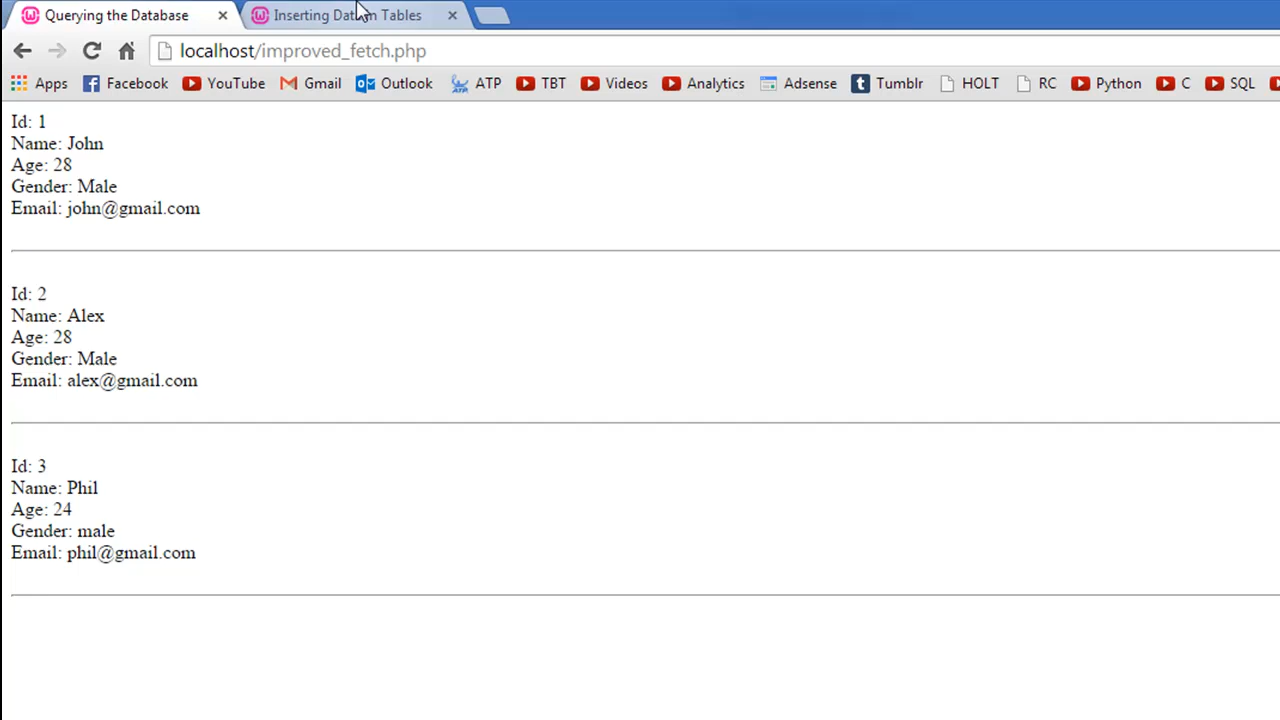 Querying the Database
Inserting Data in Tables
localhost/improved_fetch.php
Apps Facebook YouTube Gmail Outlook ATP TBT Videos Analytics Adsense Tumblr HOLT RC Python C SQL
Id: 1
Name: John
Age: 28
Gender: Male
Email: john@gmail.com
Id: 2
Name: Alex
Age: 28
Gender: Male
Email: alex@gmail.com
Id: 3
Name: Phil
Age: 24
Gender: male
Email: phil@gmail.com